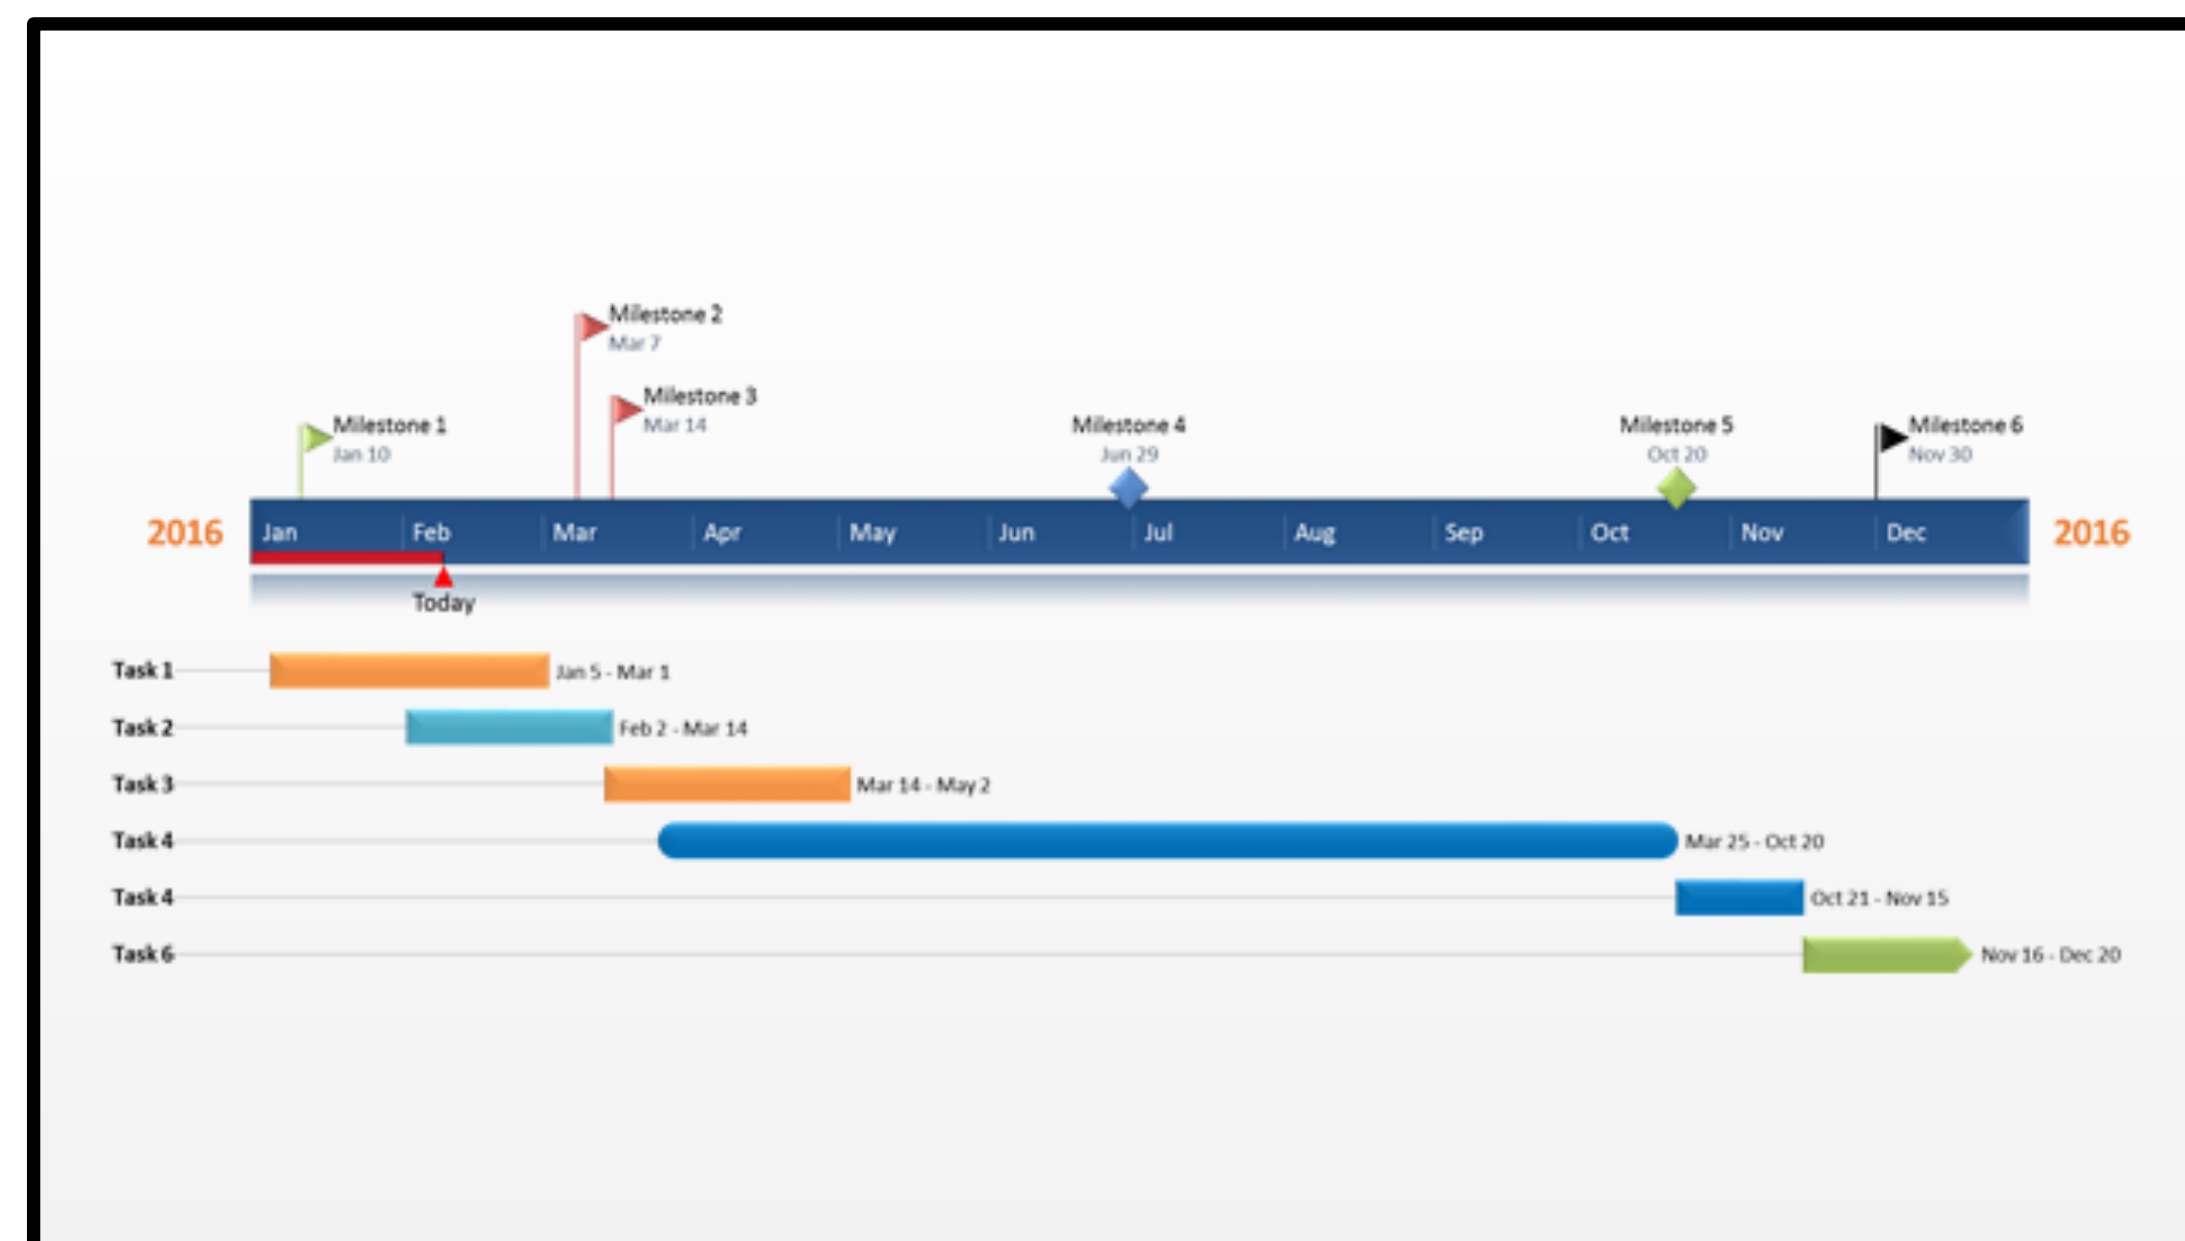 Milestone 2
Mar 7
Milestone 3
Mar 14
Milestone 1
Jan 10
Milestone 4
Jun 29
Milestone 5
Oct 20
Milestone 6
Nov 30
2016 Jan Feb Mar Apr May Jun Jul Aug Sep Oct Nov Dec 2016
Today
Task 1 Jan 5 - Mar 1
Task 2 Feb 2 - Mar 14
Task 3 Mar 14 - May 2
Task 4 Mar 25 - Oct 20
Task 4 Oct 21 - Nov 15
Task 6 Nov 16 - Dec 20